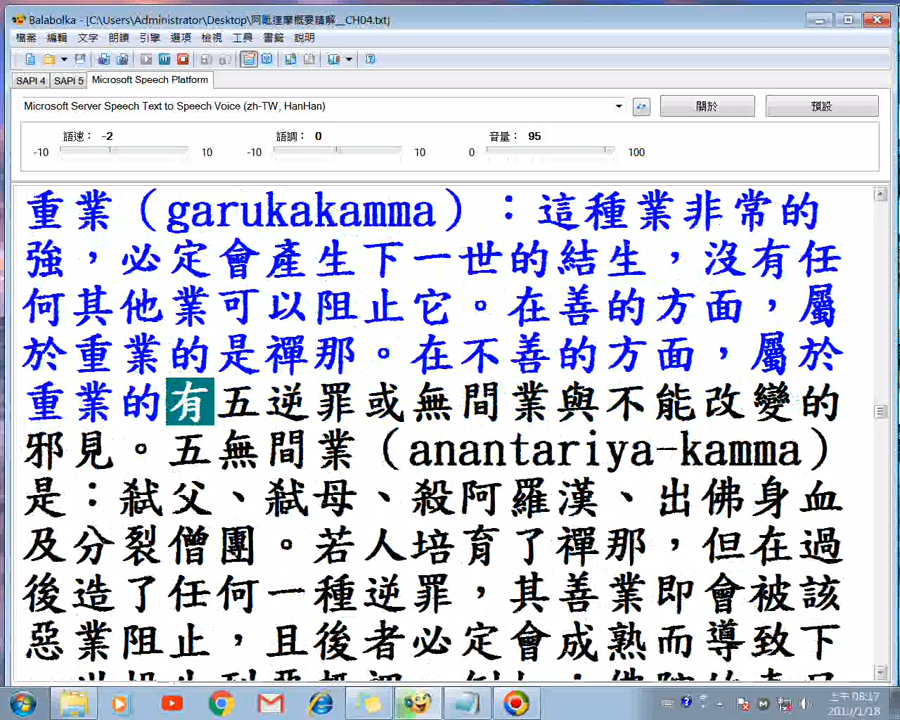 Balabolka - [C:\Users\Administrator\Desktop\阿毗達摩概要精解__CH04.txt]
檔案 編輯 文字 朗讀 引擎 選項 檢視 工具 書籤 說明
SAPI 4 SAPI 5 Microsoft Speech Platform
Microsoft Server Speech Text to Speech Voice (zh-TW, HanHan) 關於 預設
語速： -2 語調： 0 音量： 95
-10 10 -10 10 0 100
重業（garukakamma）：這種業非常的
強，必定會產生下一世的結生，沒有任
何其他業可以阻止它。在善的方面，屬
於重業的是禪那。在不善的方面，屬於
重業的有五逆罪或無間業與不能改變的
邪見。五無間業（anantariya-kamma）
是：弒父、弒母、殺阿羅漢、出佛身血
及分裂僧團。若人培育了禪那，但在過
後造了任何一種逆罪，其善業即會被該
惡業阻止，且後者必定會成熟而導致下
上午 08:17